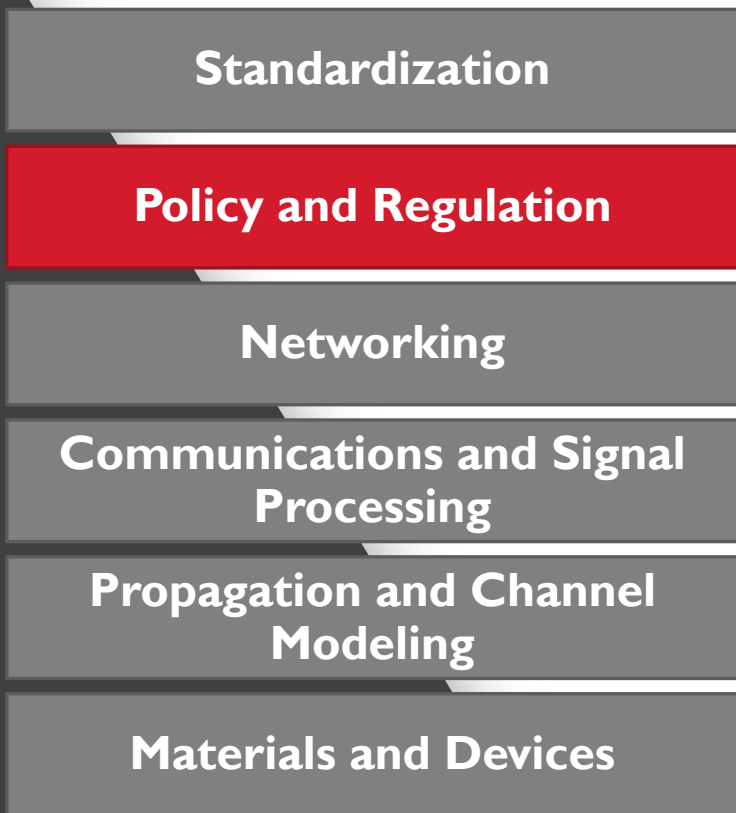 Standardization
Policy and Regulation
Networking
Communications and Signal
Processing
Propagation and Channel
Modeling
Materials and Devices